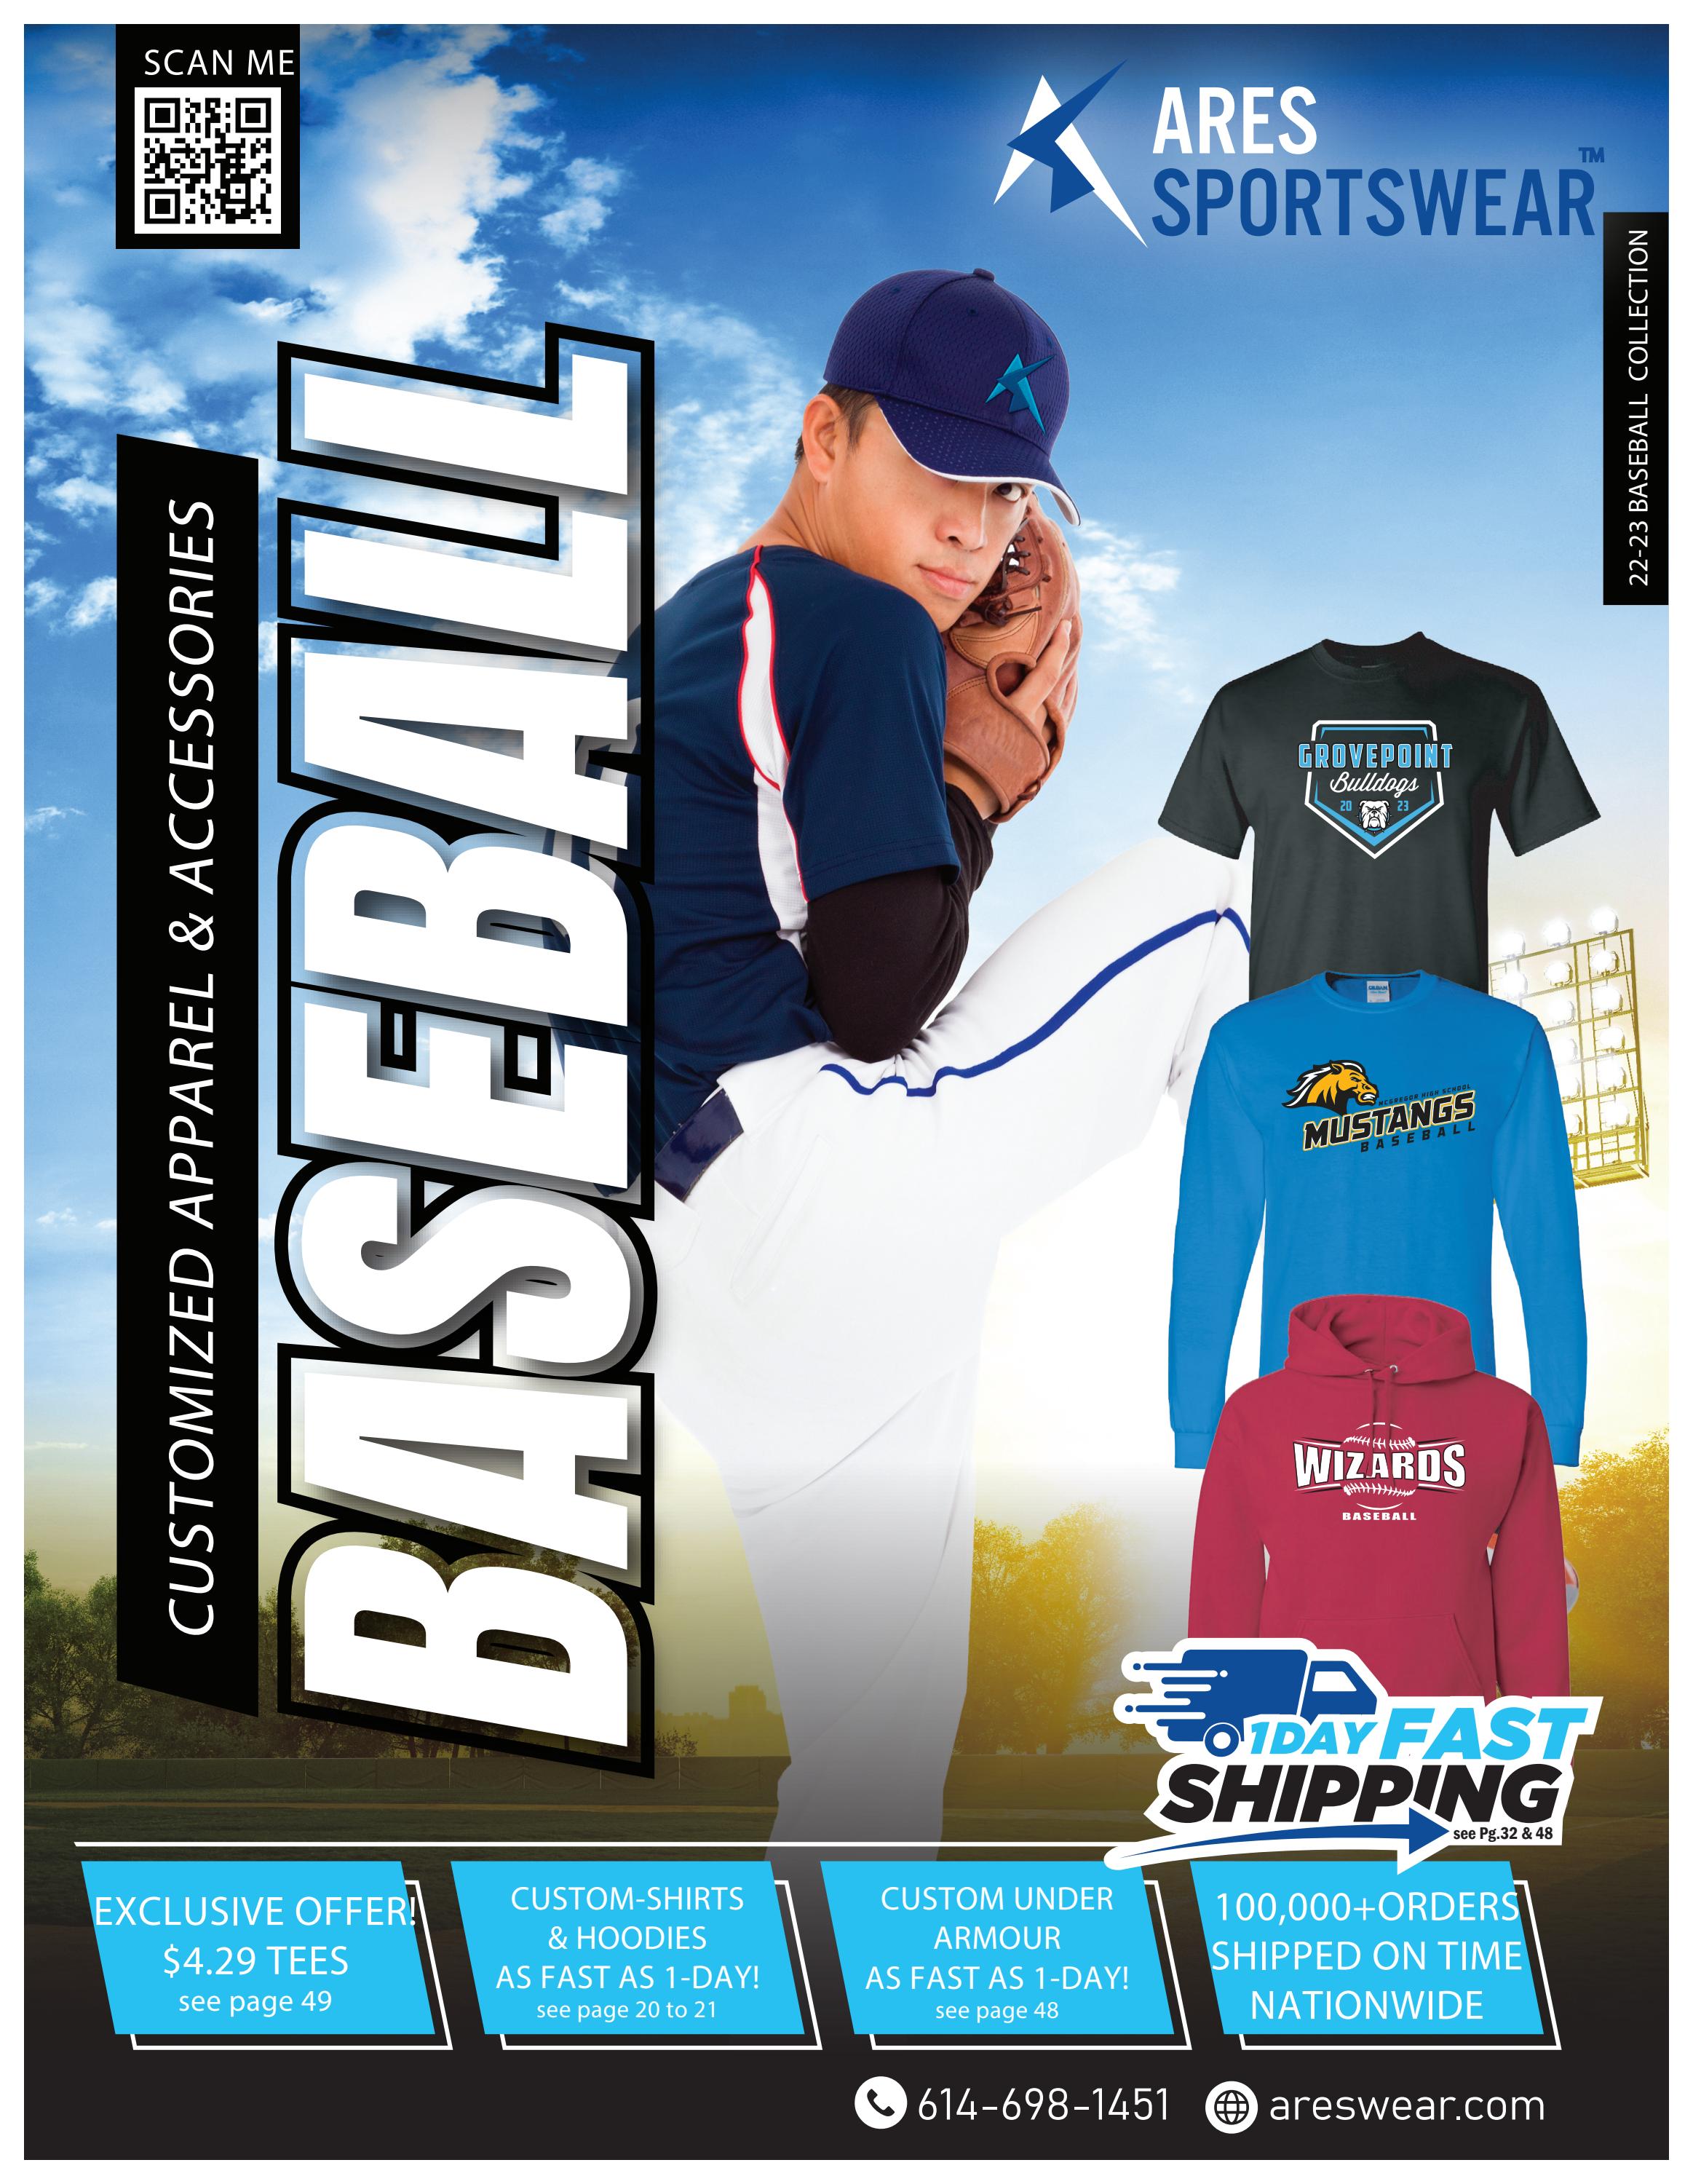 SCAN ME
ARES
SPORTSWEAR
TM
22-23 BASEBALL COLLECTION
CUSTOMIZED APPAREL & ACCESSORIES
BASEBALL
GROVEPOINT
Bulldogs
20 23
MCGREGOR HIGH SCHOOL
MUSTANGS
BASEBALL
WIZARDS
BASEBALL
1DAY FAST
SHIPPING
see Pg.32 & 48
EXCLUSIVE OFFER!
$4.29 TEES
see page 49
CUSTOM-SHIRTS
& HOODIES
AS FAST AS 1-DAY!
see page 20 to 21
CUSTOM UNDER
ARMOUR
AS FAST AS 1-DAY!
see page 48
100,000+ORDERS
SHIPPED ON TIME
NATIONWIDE
614-698-1451
areswear.com